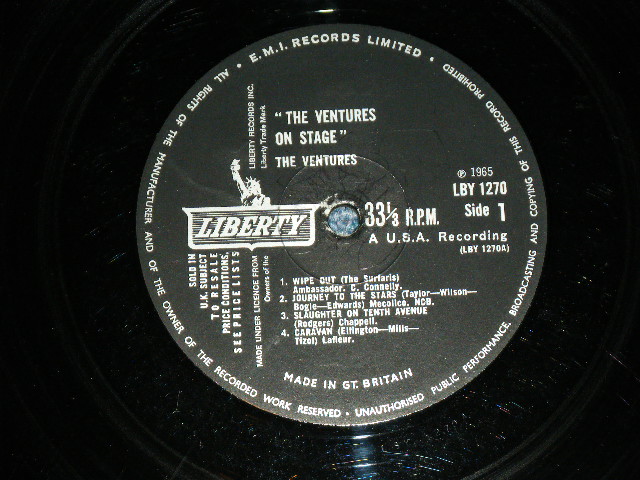 E.M.I. RECORDS LIMITED • ALL RIGHTS OF THE MANUFACTURER AND OF THE OWNER OF THE RECORDED WORK RESERVED • UNAUTHORISED PUBLIC PERFORMANCE, BROADCASTING AND COPYING OF THIS RECORD PROHIBITED
LIBERTY RECORDS INC.
Liberty Trade Mark
" THE VENTURES
ON STAGE "
THE VENTURES
LIBERTY
℗ 1965
LBY 1270
33⅓ R.P.M.
Side 1
A U.S.A. Recording
(LBY 1270A)
SOLD IN
U.K. SUBJECT
TO RESALE
PRICE CONDITIONS,
SEE PRICE LISTS
MADE UNDER LICENCE FROM
Owners of the
1. WIPE OUT (The Surfaris)
Ambassador. C. Connelly.
2. JOURNEY TO THE STARS (Taylor—Wilson—
Bogle—Edwards) Mecolico. NCB.
3. SLAUGHTER ON TENTH AVENUE
(Rodgers) Chappell.
4. CARAVAN (Ellington—Mills—
Tizol) Lafleur.
MADE IN GT. BRITAIN